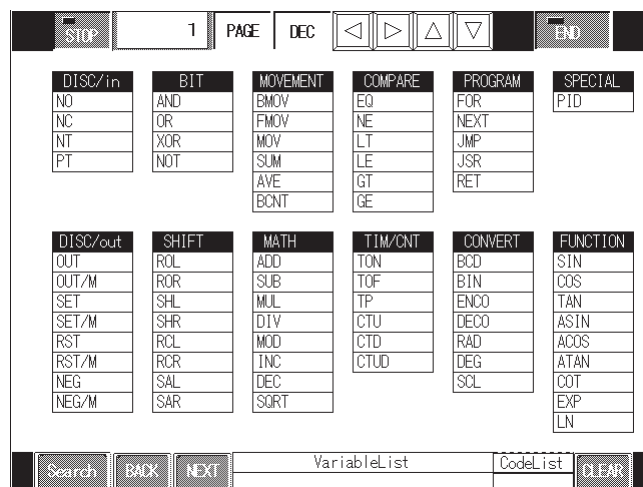 STOP 1 PAGE DEC END
DISC/in BIT MOVEMENT COMPARE PROGRAM SPECIAL
NO AND BMOV EQ FOR PID
NC OR FMOV NE NEXT
NT XOR MOV LT JMP
PT NOT SUM LE JSR
AVE GT RET
BCNT GE
DISC/out SHIFT MATH TIM/CNT CONVERT FUNCTION
OUT ROL ADD TON BCD SIN
OUT/M ROR SUB TOF BIN COS
SET SHL MUL TP ENCO TAN
SET/M SHR DIV CTU DECO ASIN
RST RCL MOD CTD RAD ACOS
RST/M RCR INC CTUD DEG ATAN
NEG SAL DEC SCL COT
NEG/M SAR SQRT EXP
LN
Search BACK NEXT VariableList CodeList CLEAR